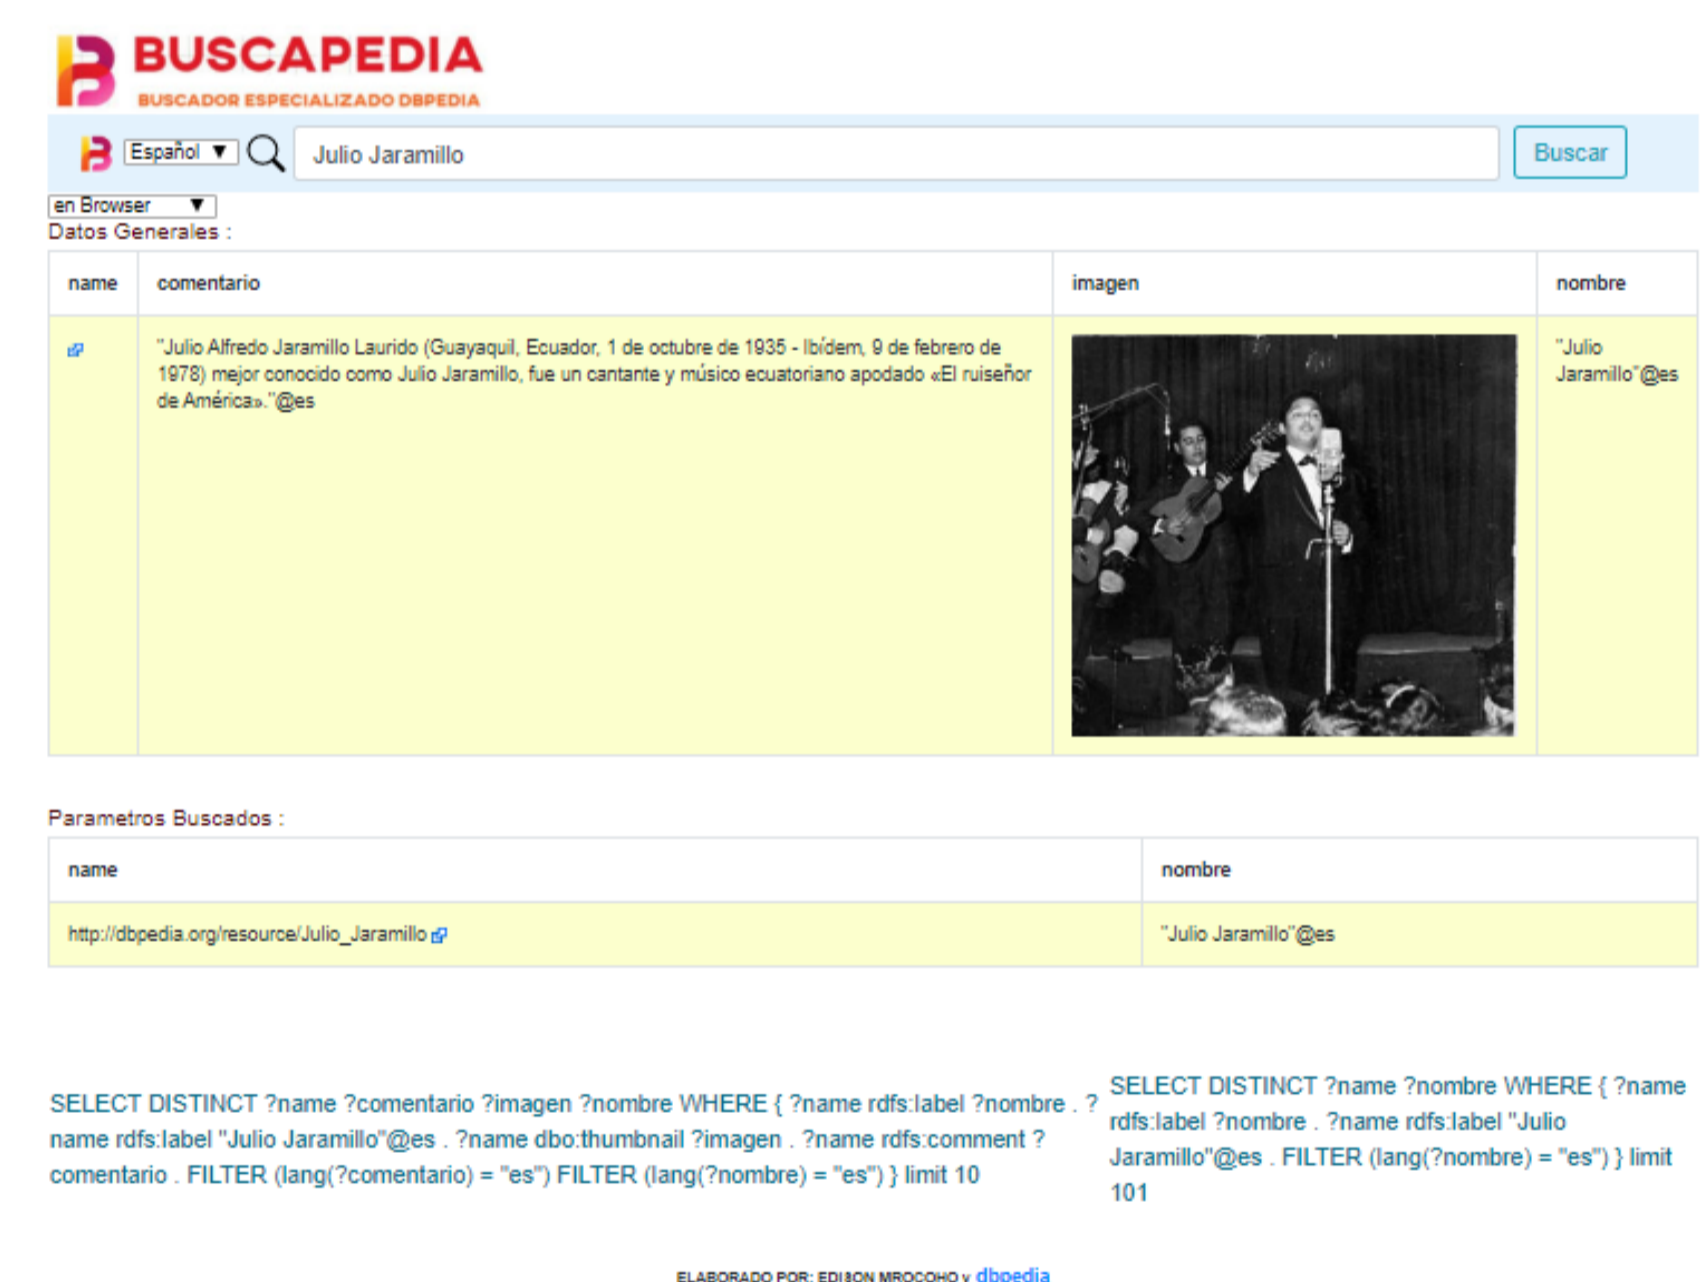 BUSCAPEDIA
BUSCADOR ESPECIALIZADO DBPEDIA
Español ▼ Julio Jaramillo Buscar
en Browser ▼
Datos Generales :
name comentario imagen nombre
"Julio Alfredo Jaramillo Laurido (Guayaquil, Ecuador, 1 de octubre de 1935 - Ibídem, 9 de febrero de
1978) mejor conocido como Julio Jaramillo, fue un cantante y músico ecuatoriano apodado «El ruiseñor
de América»."@es
"Julio
Jaramillo"@es
Parametros Buscados :
name nombre
http://dbpedia.org/resource/Julio_Jaramillo "Julio Jaramillo"@es
SELECT DISTINCT ?name ?comentario ?imagen ?nombre WHERE { ?name rdfs:label ?nombre . ?
name rdfs:label "Julio Jaramillo"@es . ?name dbo:thumbnail ?imagen . ?name rdfs:comment ?
comentario . FILTER (lang(?comentario) = "es") FILTER (lang(?nombre) = "es") } limit 10
SELECT DISTINCT ?name ?nombre WHERE { ?name
rdfs:label ?nombre . ?name rdfs:label "Julio
Jaramillo"@es . FILTER (lang(?nombre) = "es") } limit
101
ELABORADO POR: EDISON MROCOHO y dbpedia